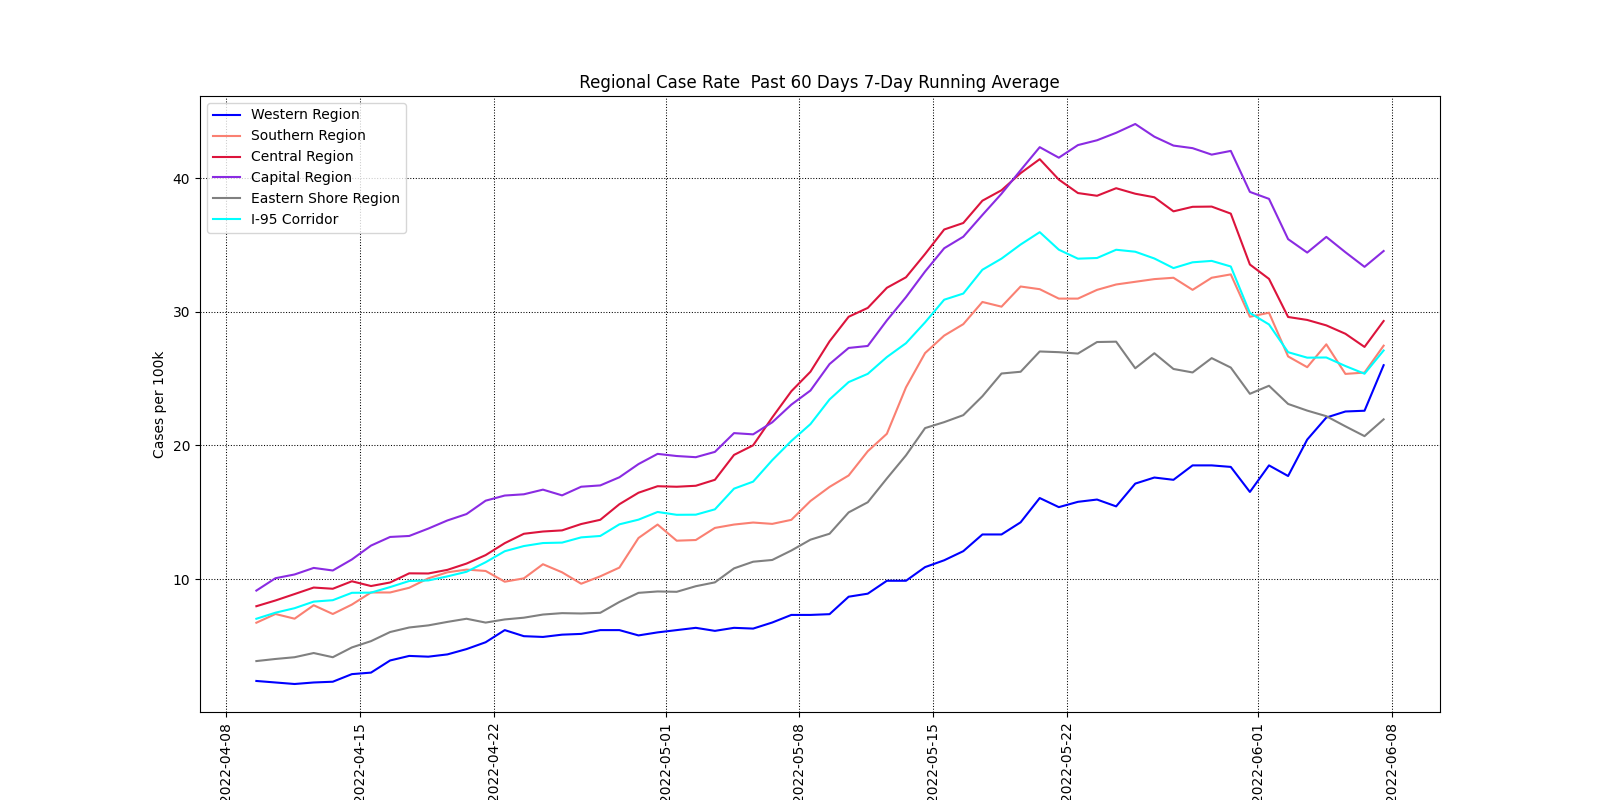 Regional Case Rate  Past 60 Days 7-Day Running Average
Western Region
Southern Region
Central Region
Capital Region
Eastern Shore Region
I-95 Corridor
Cases per 100k
40
30
20
10
2022-04-08
2022-04-15
2022-04-22
2022-05-01
2022-05-08
2022-05-15
2022-05-22
2022-06-01
2022-06-08